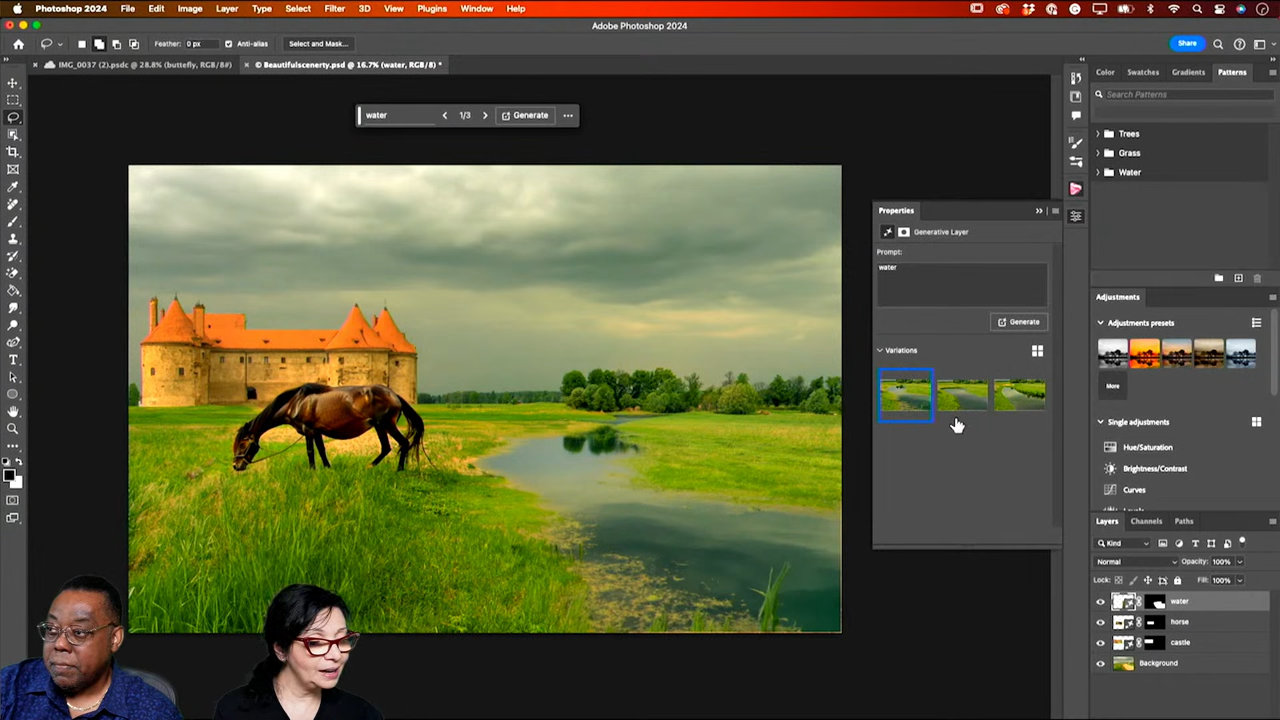 Photoshop 2024 File Edit Image Layer Type Select Filter 3D View Plugins Window Help
Adobe Photoshop 2024
Feather: 0 px Anti-alias Select and Mask... Share
IMG_0037 (2).psdc @ 28.8% (buttefly, RGB/8#) © Beautifulscenerty.psd @ 16.7% (water, RGB/8) *
Color Swatches Gradients Patterns
Search Patterns
water 1/3 Generate
Trees
Grass
Water
Properties
Generative Layer
Prompt:
water
Generate
Variations
Adjustments
Adjustments presets
More
Single adjustments
Hue/Saturation
Brightness/Contrast
Curves
Layers Channels Paths
Kind
Normal Opacity: 100%
Lock: Fill: 100%
water
horse
castle
Background